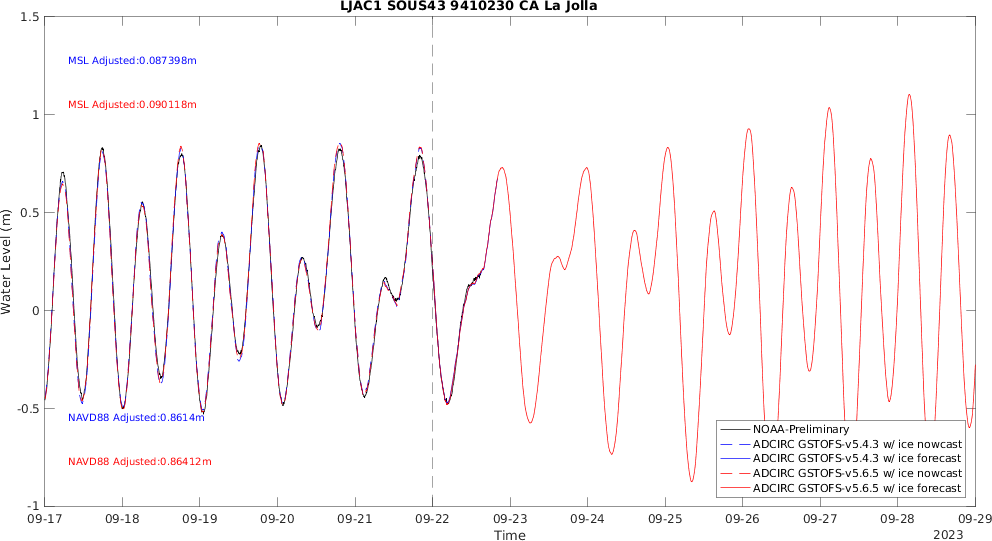 LJAC1 SOUS43 9410230 CA La Jolla
1.5
MSL Adjusted:0.087398m
MSL Adjusted:0.090118m
1
0.5
Water Level (m)
0
-0.5
NAVD88 Adjusted:0.8614m
NAVD88 Adjusted:0.86412m
-1
NOAA-Preliminary
ADCIRC GSTOFS-v5.4.3 w/ ice nowcast
ADCIRC GSTOFS-v5.4.3 w/ ice forecast
ADCIRC GSTOFS-v5.6.5 w/ ice nowcast
ADCIRC GSTOFS-v5.6.5 w/ ice forecast
09-17 09-18 09-19 09-20 09-21 09-22 09-23 09-24 09-25 09-26 09-27 09-28 09-29
Time
2023